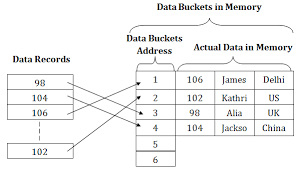 Data Buckets in Memory
Data Buckets
Address
Actual Data in Memory
Data Records
98
104
106
102
1 106 James Delhi
2 102 Kathri US
3 98 Alia UK
4 104 Jackso China
5
6